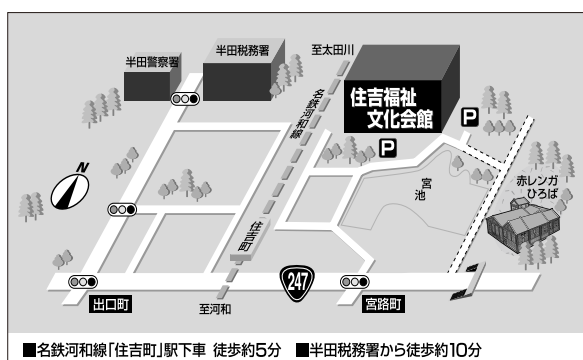 半田警察署
半田税務署
至太田川
名鉄河和線
住吉福祉
文化会館
P
P
N
宮池
赤レンガ
ひろば
住吉町
247
出口町
至河和
宮路町
■名鉄河和線「住吉町」駅下車 徒歩約5分 ■半田税務署から徒歩約10分